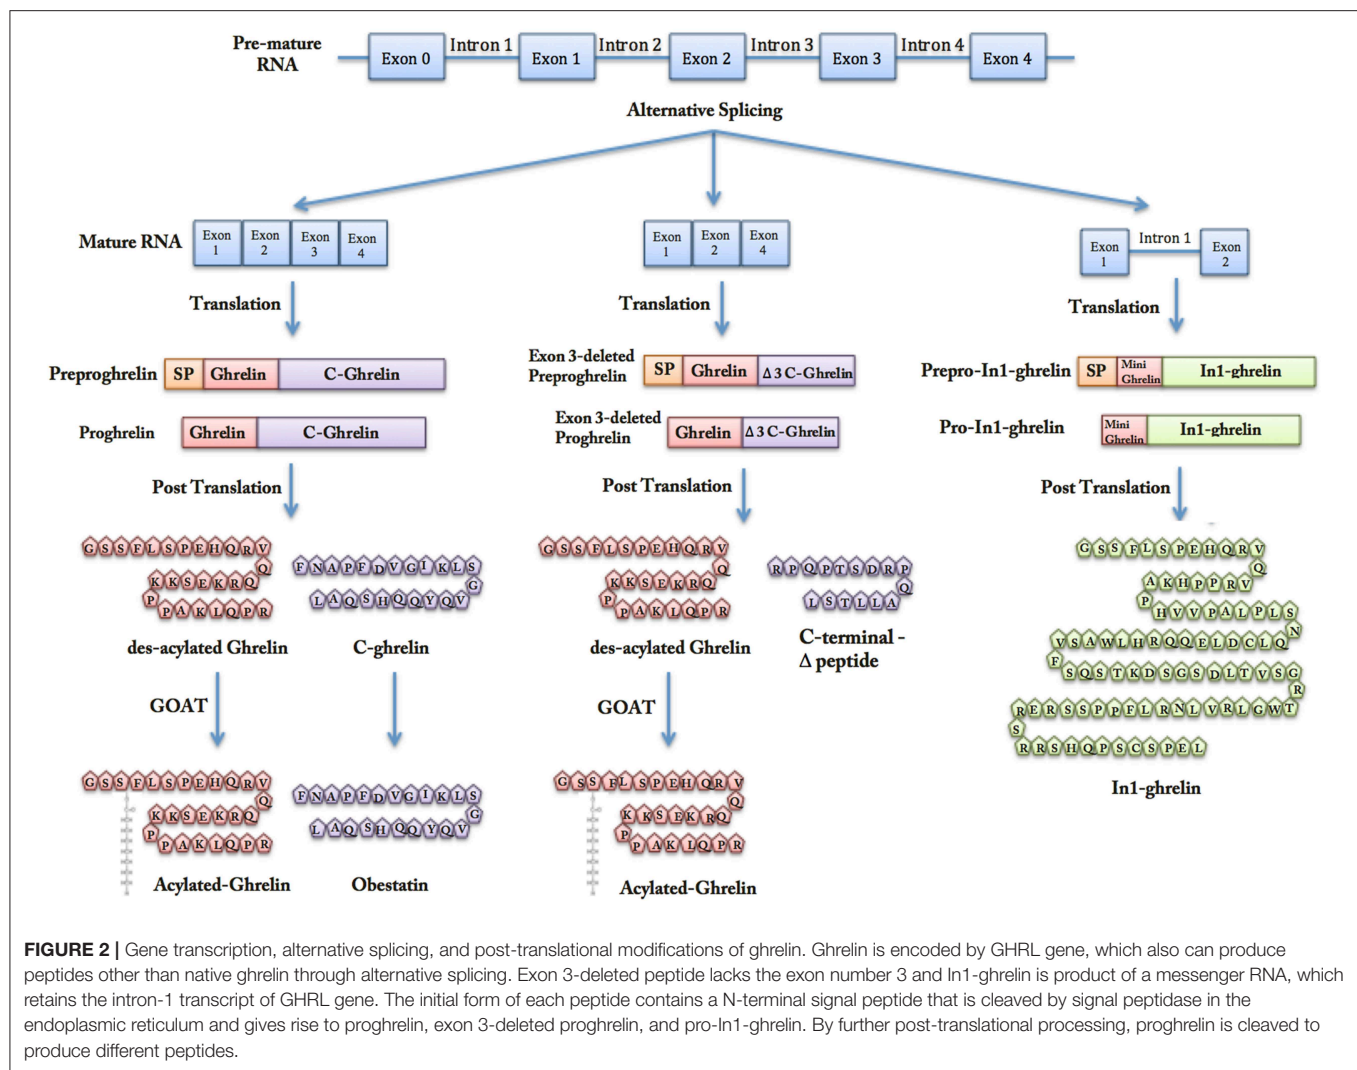 Pre-mature
RNA
Exon 0
Intron 1
Exon 1
Intron 2
Exon 2
Intron 3
Exon 3
Intron 4
Exon 4
Alternative Splicing
Mature RNA
Exon
1
Exon
2
Exon
3
Exon
4
Exon
1
Exon
2
Exon
4
Exon
1
Intron 1
Exon
2
Translation
Translation
Translation
Preproghrelin
SP
Ghrelin
C-Ghrelin
Exon 3-deleted
Preproghrelin
SP
Ghrelin
Δ 3 C-Ghrelin
Prepro-In1-ghrelin
SP
Mini
Ghrelin
In1-ghrelin
Proghrelin
Ghrelin
C-Ghrelin
Exon 3-deleted
Proghrelin
Ghrelin
Δ 3 C-Ghrelin
Pro-In1-ghrelin
Mini
Ghrelin
In1-ghrelin
Post Translation
Post Translation
Post Translation
GSSFLSPEHQRV
Q
KKSEKRQ
P
PAKLQPR
des-acylated Ghrelin
FNAPFDVGIKLS
G
LAQSHQQYQV
C-ghrelin
GSSFLSPEHQRV
Q
KKSEKRQ
P
PAKLQPR
des-acylated Ghrelin
RPQPTSDRP
Q
LSTLLA
C-terminal -
Δ peptide
GSSFLSPEHQRV
Q
AKHPPRV
P
HVVPALPLS
N
VSAWLHRQQELDCLQ
F
SQSTKDSGSDLTVSG
R
RERSSPPFLRNLVRLGWT
S
RRSHQPSCSPEL
In1-ghrelin
GOAT
GOAT
GSSFLSPEHQRV
Q
KKSEKRQ
P
PAKLQPR
Acylated-Ghrelin
FNAPFDVGIKLS
G
LAQSHQQYQV
Obestatin
GSSFLSPEHQRV
Q
KKSEKRQ
P
PAKLQPR
Acylated-Ghrelin
FIGURE 2 | Gene transcription, alternative splicing, and post-translational modifications of ghrelin. Ghrelin is encoded by GHRL gene, which also can produce
peptides other than native ghrelin through alternative splicing. Exon 3-deleted peptide lacks the exon number 3 and In1-ghrelin is product of a messenger RNA, which
retains the intron-1 transcript of GHRL gene. The initial form of each peptide contains a N-terminal signal peptide that is cleaved by signal peptidase in the
endoplasmic reticulum and gives rise to proghrelin, exon 3-deleted proghrelin, and pro-In1-ghrelin. By further post-translational processing, proghrelin is cleaved to
produce different peptides.